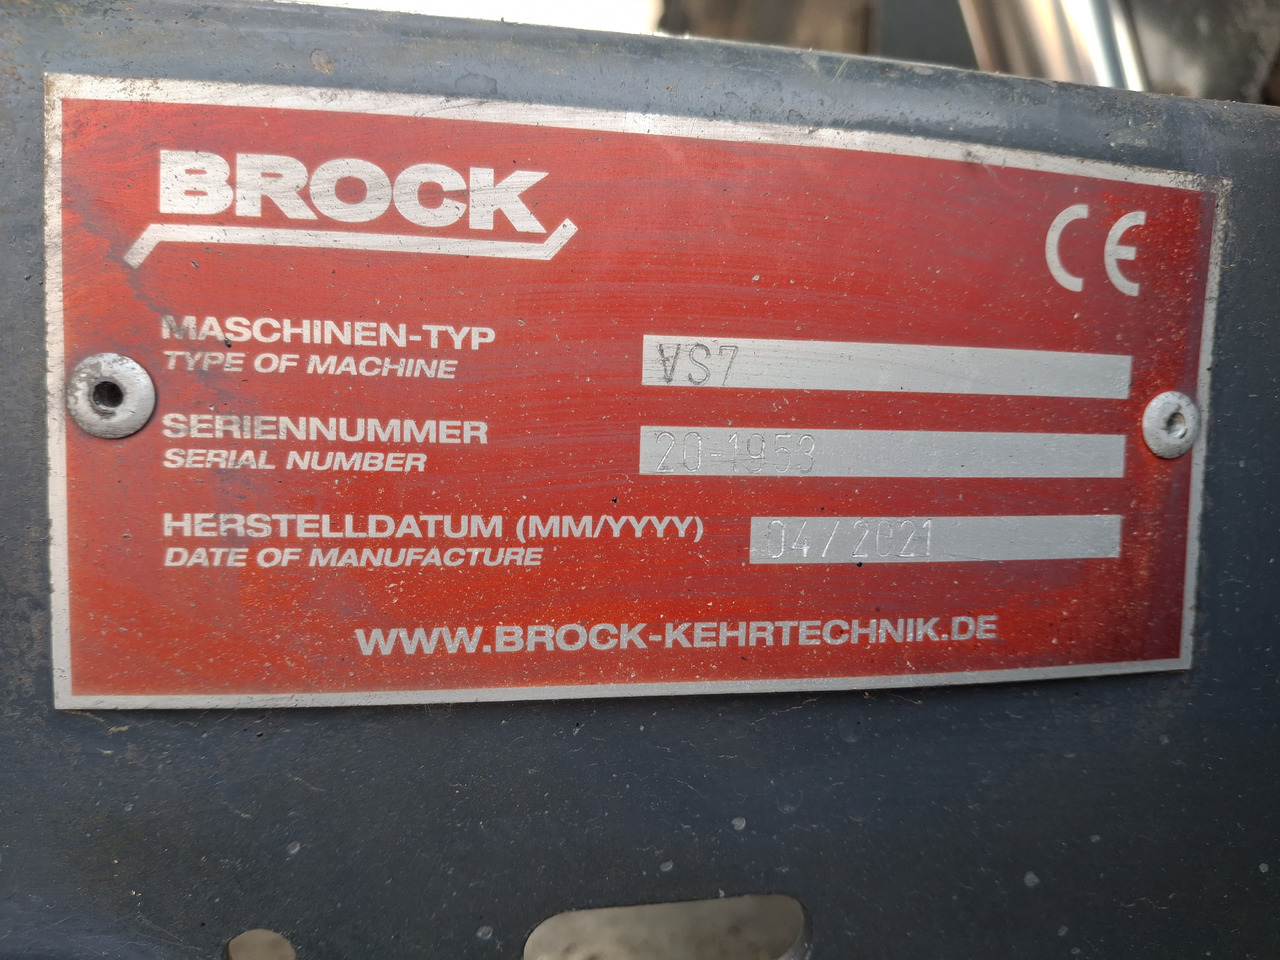 BROCK
CE
MASCHINEN-TYP
TYPE OF MACHINE
VS7
SERIENNUMMER
SERIAL NUMBER
20-1953
HERSTELLDATUM (MM/YYYY)
DATE OF MANUFACTURE
04/2021
WWW.BROCK-KEHRTECHNIK.DE